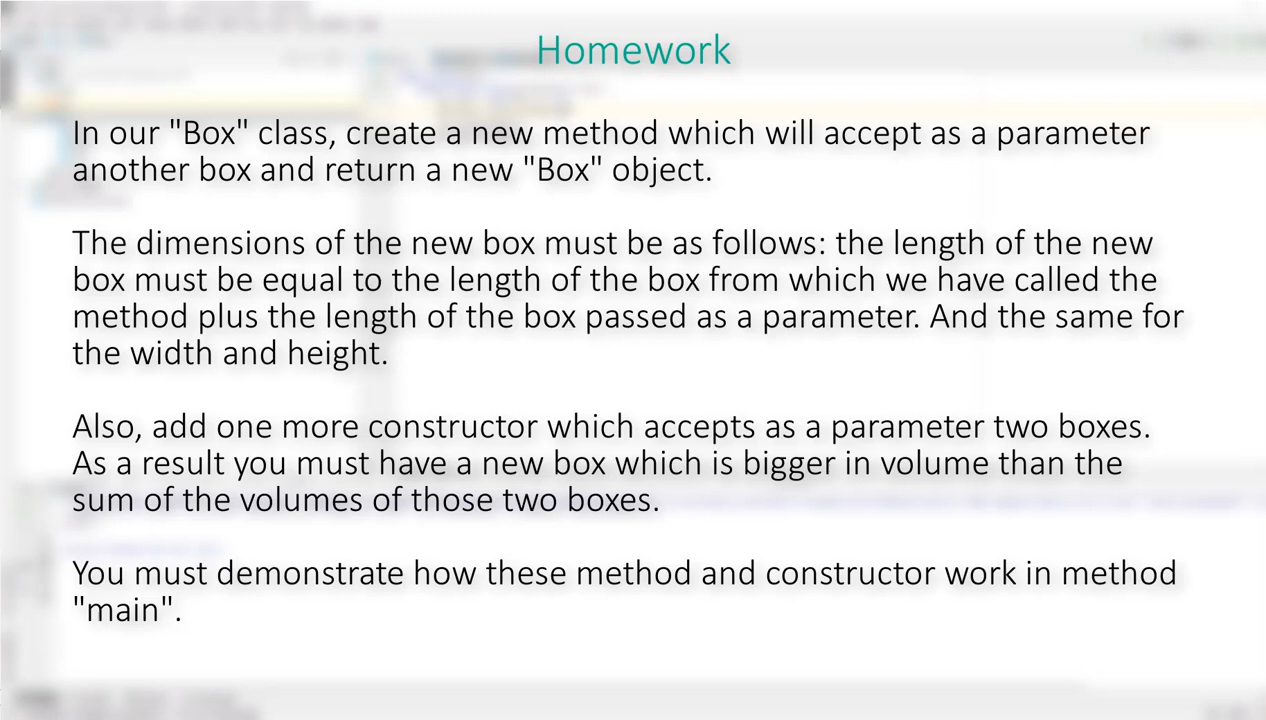 Homework
In our "Box" class, create a new method which will accept as a parameter
another box and return a new "Box" object.
The dimensions of the new box must be as follows: the length of the new
box must be equal to the length of the box from which we have called the
method plus the length of the box passed as a parameter. And the same for
the width and height.
Also, add one more constructor which accepts as a parameter two boxes.
As a result you must have a new box which is bigger in volume than the
sum of the volumes of those two boxes.
You must demonstrate how these method and constructor work in method
"main".